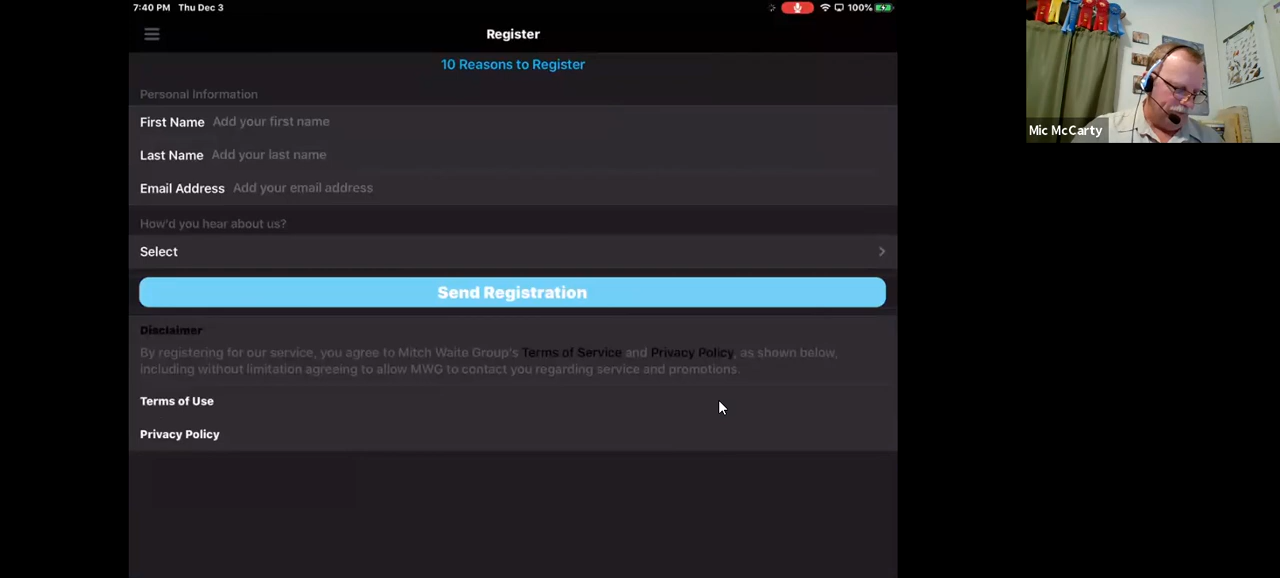 7:40 PM Thu Dec 3
100%
Register
10 Reasons to Register
Personal Information
First Name Add your first name
Last Name Add your last name
Email Address Add your email address
How'd you hear about us?
Select
Send Registration
Disclaimer
By registering for our service, you agree to Mitch Waite Group's Terms of Service and Privacy Policy, as shown below,
including without limitation agreeing to allow MWG to contact you regarding service and promotions.
Terms of Use
Privacy Policy
Mic McCarty